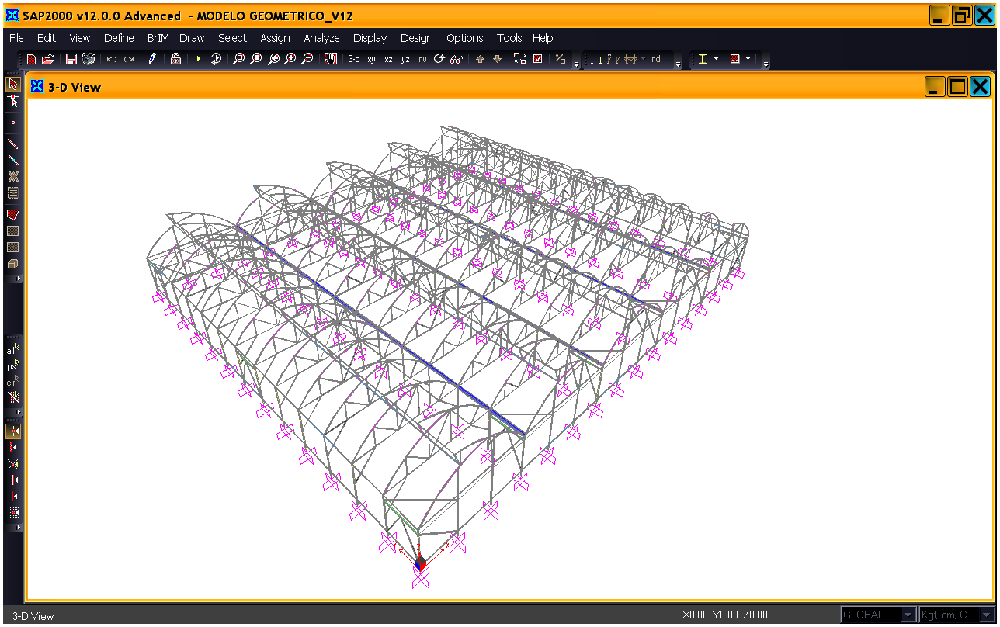 SAP2000 v12.0.0 Advanced - MODELO GEOMETRICO_V12
File Edit View Define BrIM Draw Select Assign Analyze Display Design Options Tools Help
3-d xy xz yz nv nd
3-D View
all
ps
clr
3-D View X0.00 Y0.00 Z0.00 GLOBAL Kgf, cm, C